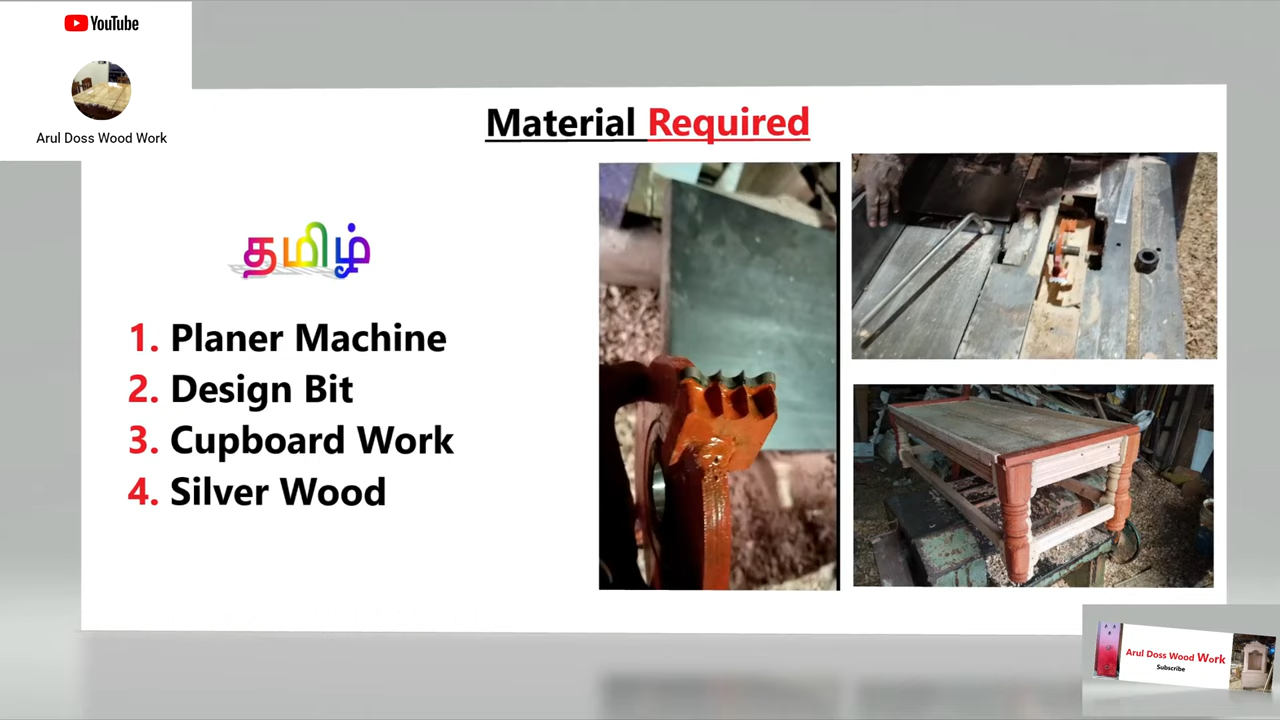 YouTube
Arul Doss Wood Work
Material Required
தமிழ்
1. Planer Machine
2. Design Bit
3. Cupboard Work
4. Silver Wood
Arul Doss Wood Work
Subscribe